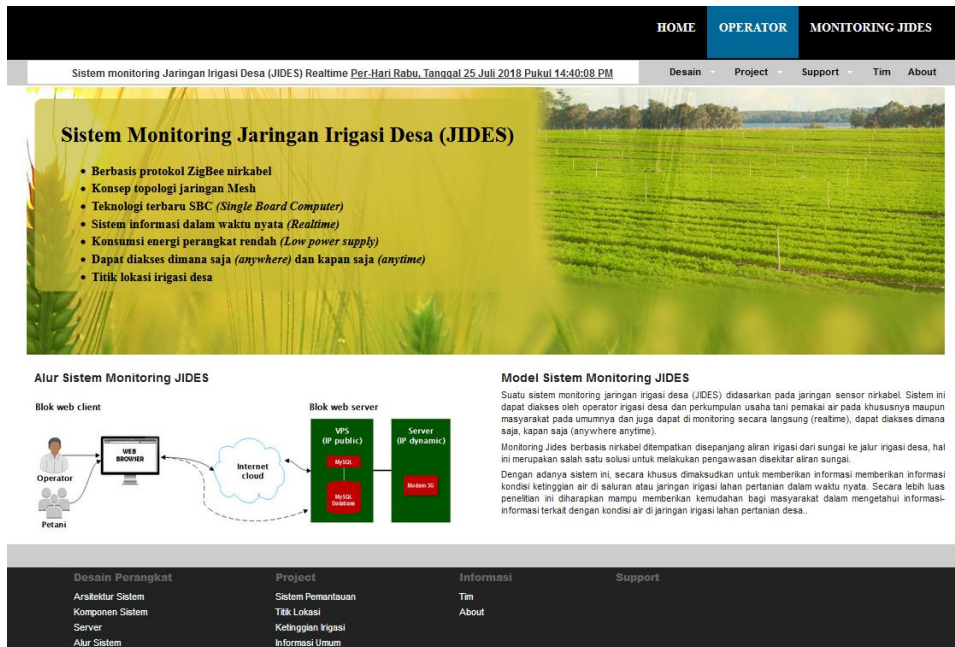 HOME OPERATOR MONITORING JIDES
Sistem monitoring Jaringan Irigasi Desa (JIDES) Realtime Per-Hari Rabu, Tanggal 25 Juli 2018 Pukul 14:40:08 PM
Desain Project Support Tim About
Sistem Monitoring Jaringan Irigasi Desa (JIDES)
• Berbasis protokol ZigBee nirkabel
• Konsep topologi jaringan Mesh
• Teknologi terbaru SBC (Single Board Computer)
• Sistem informasi dalam waktu nyata (Realtime)
• Konsumsi energi perangkat rendah (Low power supply)
• Dapat diakses dimana saja (anywhere) dan kapan saja (anytime)
• Titik lokasi irigasi desa
Alur Sistem Monitoring JIDES
Blok web client
Blok web server
Operator
Petani
WEB
BROWSER
Internet
cloud
VPS
(IP public)
MySQL
MySQL
Database
Server
(IP dynamic)
Modem 3G
Model Sistem Monitoring JIDES
Suatu sistem monitoring jaringan irigasi desa (JIDES) didasarkan pada jaringan sensor nirkabel. Sistem ini
dapat diakses oleh operator irigasi desa dan perkumpulan usaha tani pemakai air pada khususnya maupun
masyarakat pada umumnya dan juga dapat di monitoring secara langsung (realtime), dapat diakses dimana
saja, kapan saja (anywhere anytime).
Monitoring Jides berbasis nirkabel ditempatkan disepanjang aliran irigasi dari sungai ke jalur irigasi desa, hal
ini merupakan salah satu solusi untuk melakukan pengawasan disekitar aliran sungai.
Dengan adanya sistem ini, secara khusus dimaksudkan untuk memberikan informasi memberikan informasi
kondisi ketinggian air di saluran atau jaringan irigasi lahan pertanian dalam waktu nyata. Secara lebih luas
penelitian ini diharapkan mampu memberikan kemudahan bagi masyarakat dalam mengetahui informasi-
informasi terkait dengan kondisi air di jaringan irigasi lahan pertanian desa..
Desain Perangkat
Arsitektur Sistem
Komponen Sistem
Server
Alur Sistem
Project
Sistem Pemantauan
Titik Lokasi
Ketinggian Irigasi
Informasi Umum
Informasi
Tim
About
Support